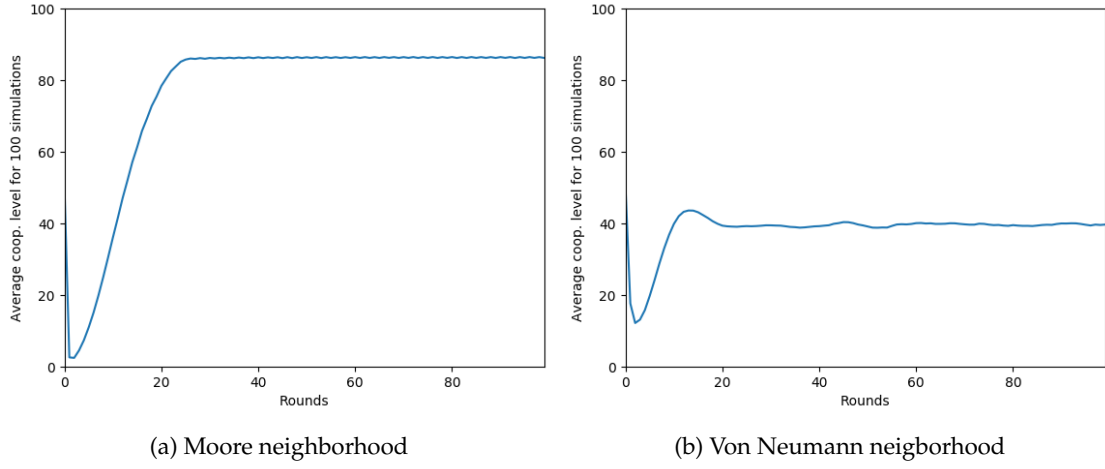 100
80
60
40
20
0
Average coop. level for 100 simulations
0 20 40 60 80
Rounds
(a) Moore neighborhood
100
80
60
40
20
0
Average coop. level for 100 simulations
0 20 40 60 80
Rounds
(b) Von Neumann neigborhood